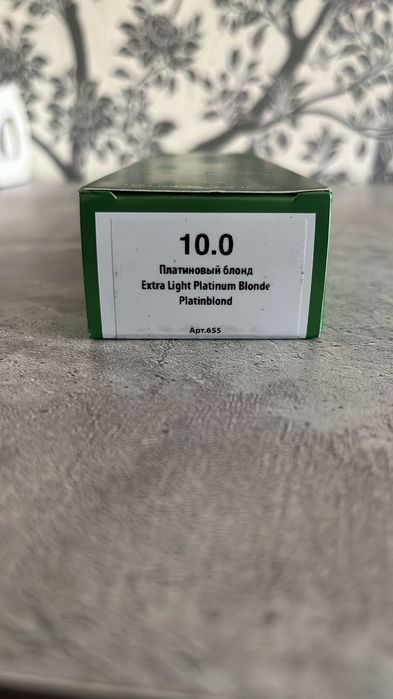 10.0
Платиновый блонд
Extra Light Platinum Blonde
Platinblond
Арт.655